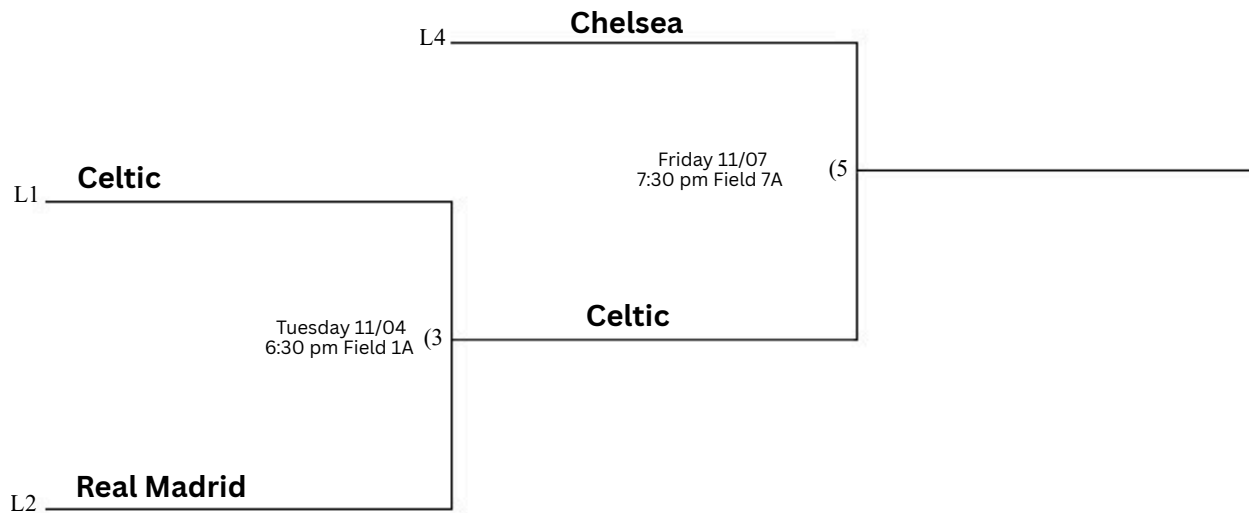 Chelsea
L4
Friday 11/07
7:30 pm Field 7A
(5
Celtic
L1
Celtic
Tuesday 11/04
6:30 pm Field 1A
(3
Real Madrid
L2